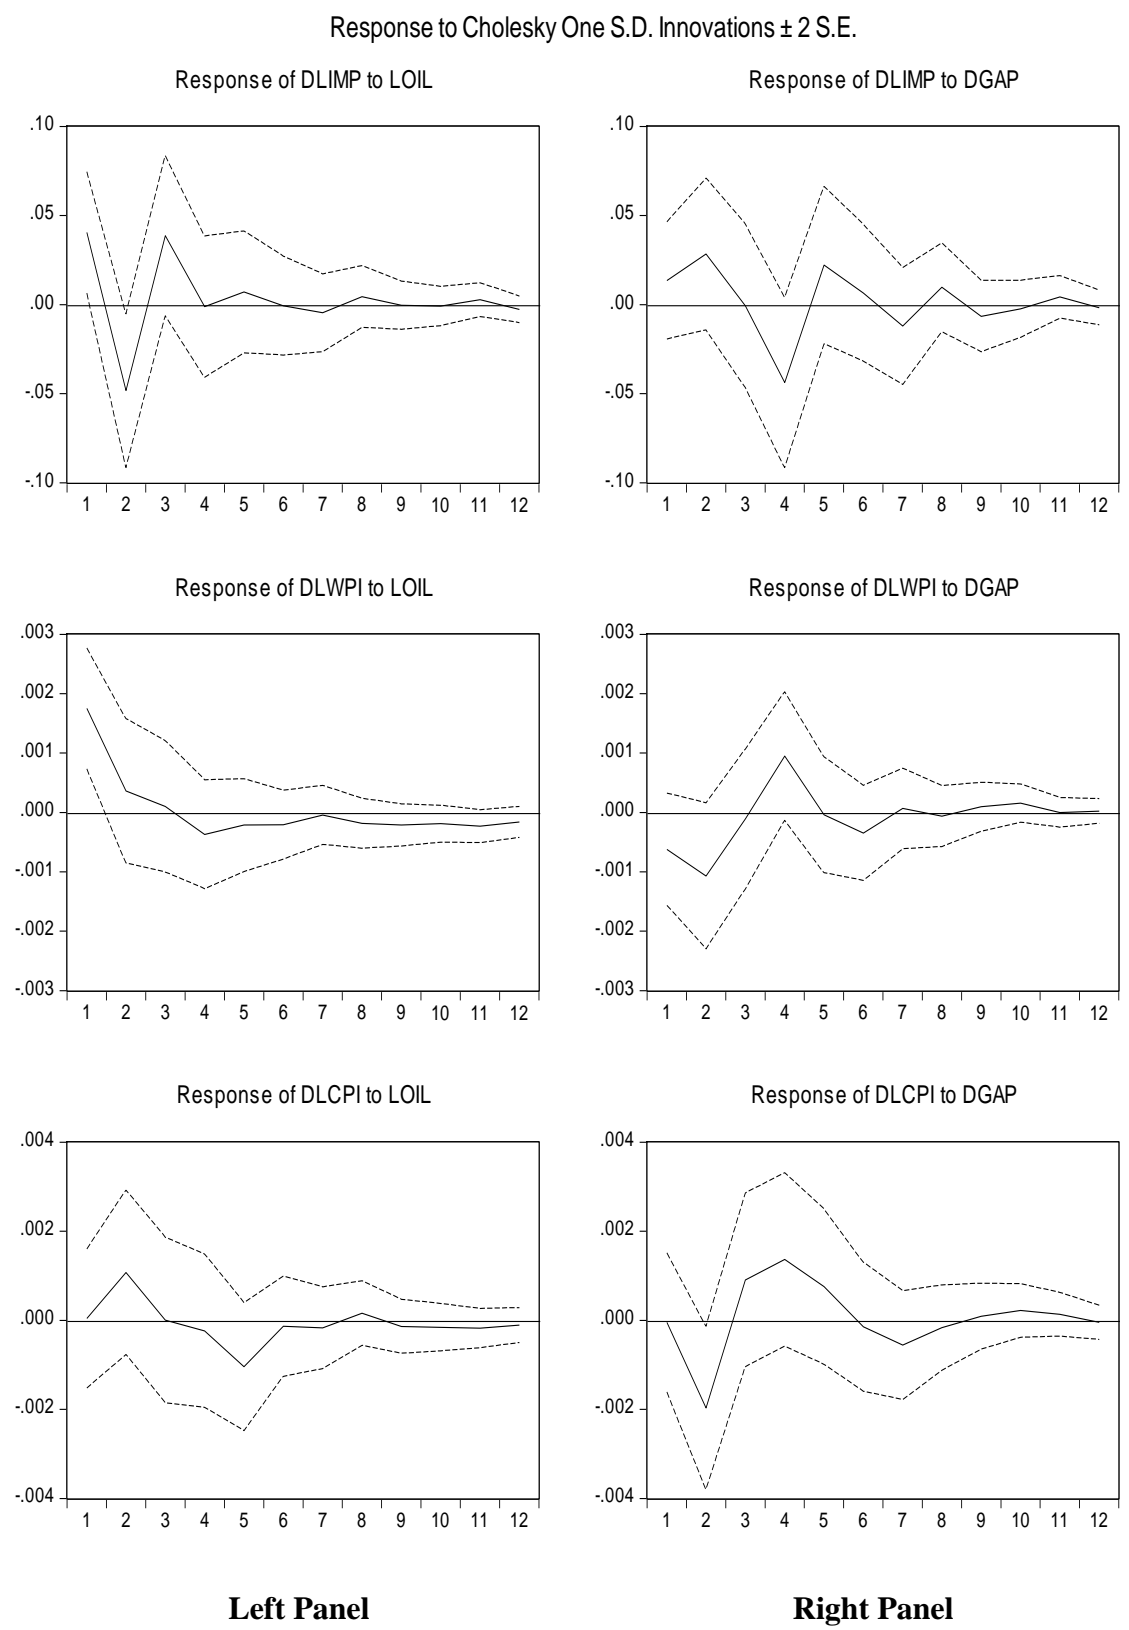 Response to Cholesky One S.D. Innovations ± 2 S.E.
Response of DLIMP to LOIL
.10
.05
.00
-.05
-.10
1 2 3 4 5 6 7 8 9 10 11 12
Response of DLIMP to DGAP
.10
.05
.00
-.05
-.10
1 2 3 4 5 6 7 8 9 10 11 12
Response of DLWPI to LOIL
.003
.002
.001
.000
-.001
-.002
-.003
1 2 3 4 5 6 7 8 9 10 11 12
Response of DLWPI to DGAP
.003
.002
.001
.000
-.001
-.002
-.003
1 2 3 4 5 6 7 8 9 10 11 12
Response of DLCPI to LOIL
.004
.002
.000
-.002
-.004
1 2 3 4 5 6 7 8 9 10 11 12
Response of DLCPI to DGAP
.004
.002
.000
-.002
-.004
1 2 3 4 5 6 7 8 9 10 11 12
Left Panel
Right Panel